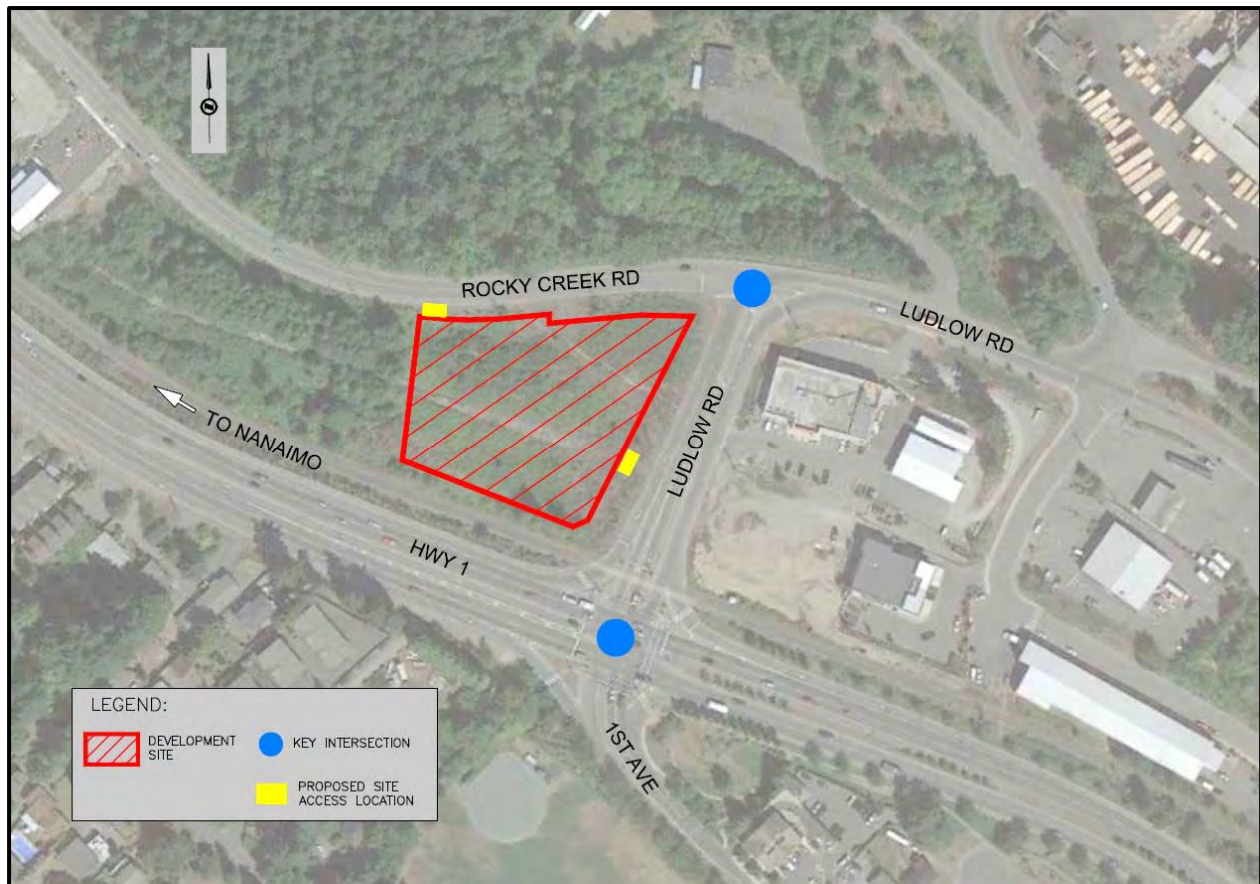 N
ROCKY CREEK RD
LUDLOW RD
LUDLOW RD
TO NANAIMO
HWY 1
1ST AVE
LEGEND:
DEVELOPMENT
SITE
KEY INTERSECTION
PROPOSED SITE
ACCESS LOCATION